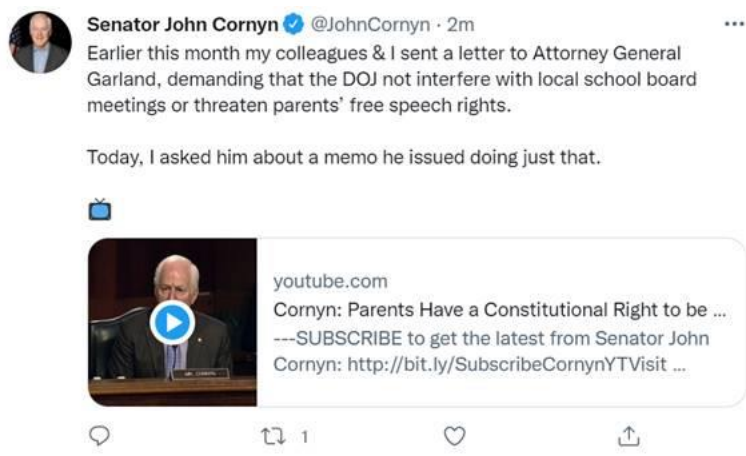 Senator John Cornyn @JohnCornyn · 2m
Earlier this month my colleagues & I sent a letter to Attorney General
Garland, demanding that the DOJ not interfere with local school board
meetings or threaten parents’ free speech rights.
Today, I asked him about a memo he issued doing just that.
youtube.com
Cornyn: Parents Have a Constitutional Right to be ...
---SUBSCRIBE to get the latest from Senator John
Cornyn: http://bit.ly/SubscribeCornynYTVisit ...
MR. CORNYN
1